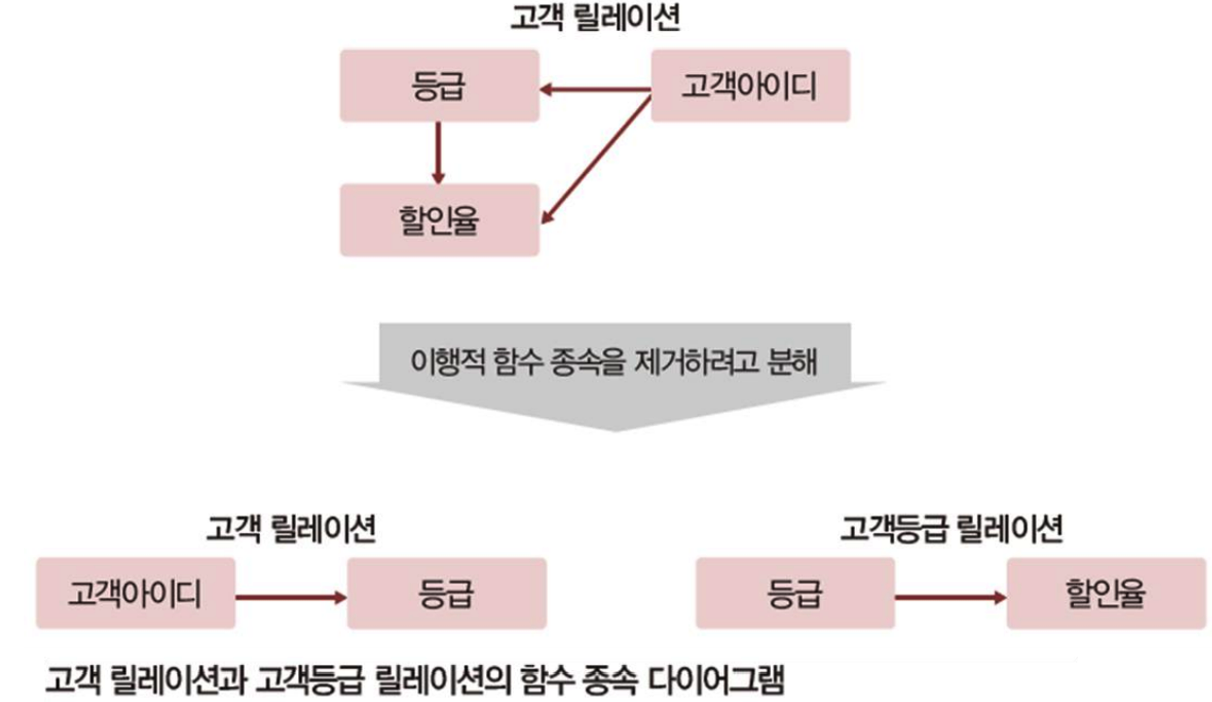 고객 릴레이션
등급
고객아이디
할인율
이행적 함수 종속을 제거하려고 분해
고객 릴레이션
고객등급 릴레이션
고객아이디
등급
등급
할인율
고객 릴레이션과 고객등급 릴레이션의 함수 종속 다이어그램